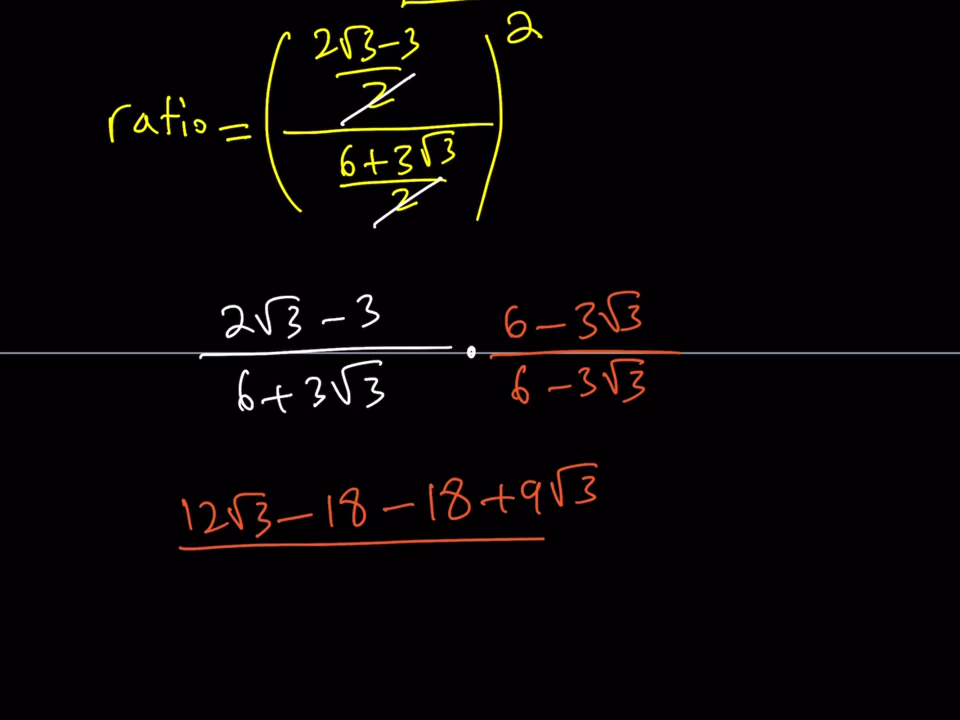 ratio = ( (2√3 − 3)/2 / (6 + 3√3)/2 )²
(2√3 − 3)/(6 + 3√3) · (6 − 3√3)/(6 − 3√3)
12√3 − 18 − 18 + 9√3